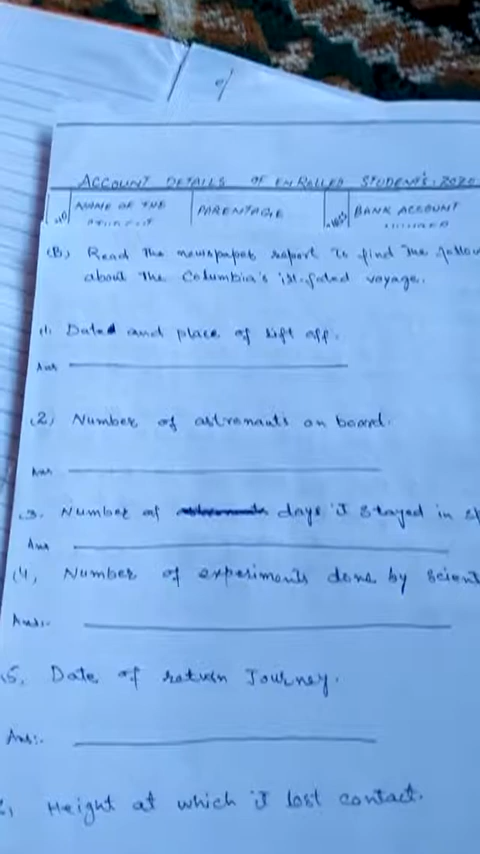 ACCOUNT DETAILS OF ENROLLED STUDENTS. 2020
NAME OF THE PARENTAGE BANK ACCOUNT
(B) Read the newspaper report to find the
about the Columbia's ill-fated voyage.
(1. Date and place of lift off.
Ans
(2) Number of astronauts on board.
Ans
(3. Number of days it stayed in
Ans
(4, Number of experiments done by
Ans:-
(5. Date of return Journey.
Ans:-
Height at which it lost contact.